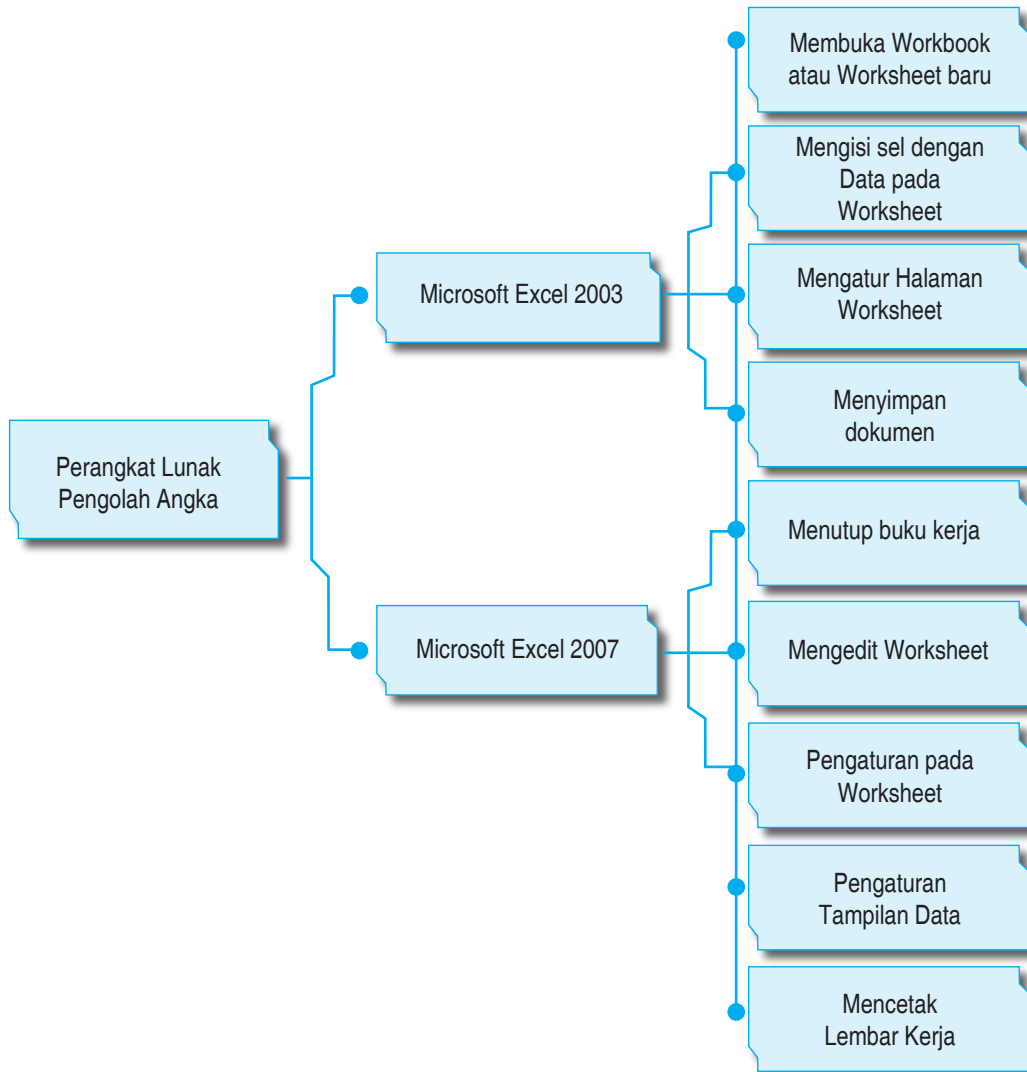 Perangkat Lunak
Pengolah Angka
Microsoft Excel 2003
Microsoft Excel 2007
Membuka Workbook
atau Worksheet baru
Mengisi sel dengan
Data pada
Worksheet
Mengatur Halaman
Worksheet
Menyimpan
dokumen
Menutup buku kerja
Mengedit Worksheet
Pengaturan pada
Worksheet
Pengaturan
Tampilan Data
Mencetak
Lembar Kerja